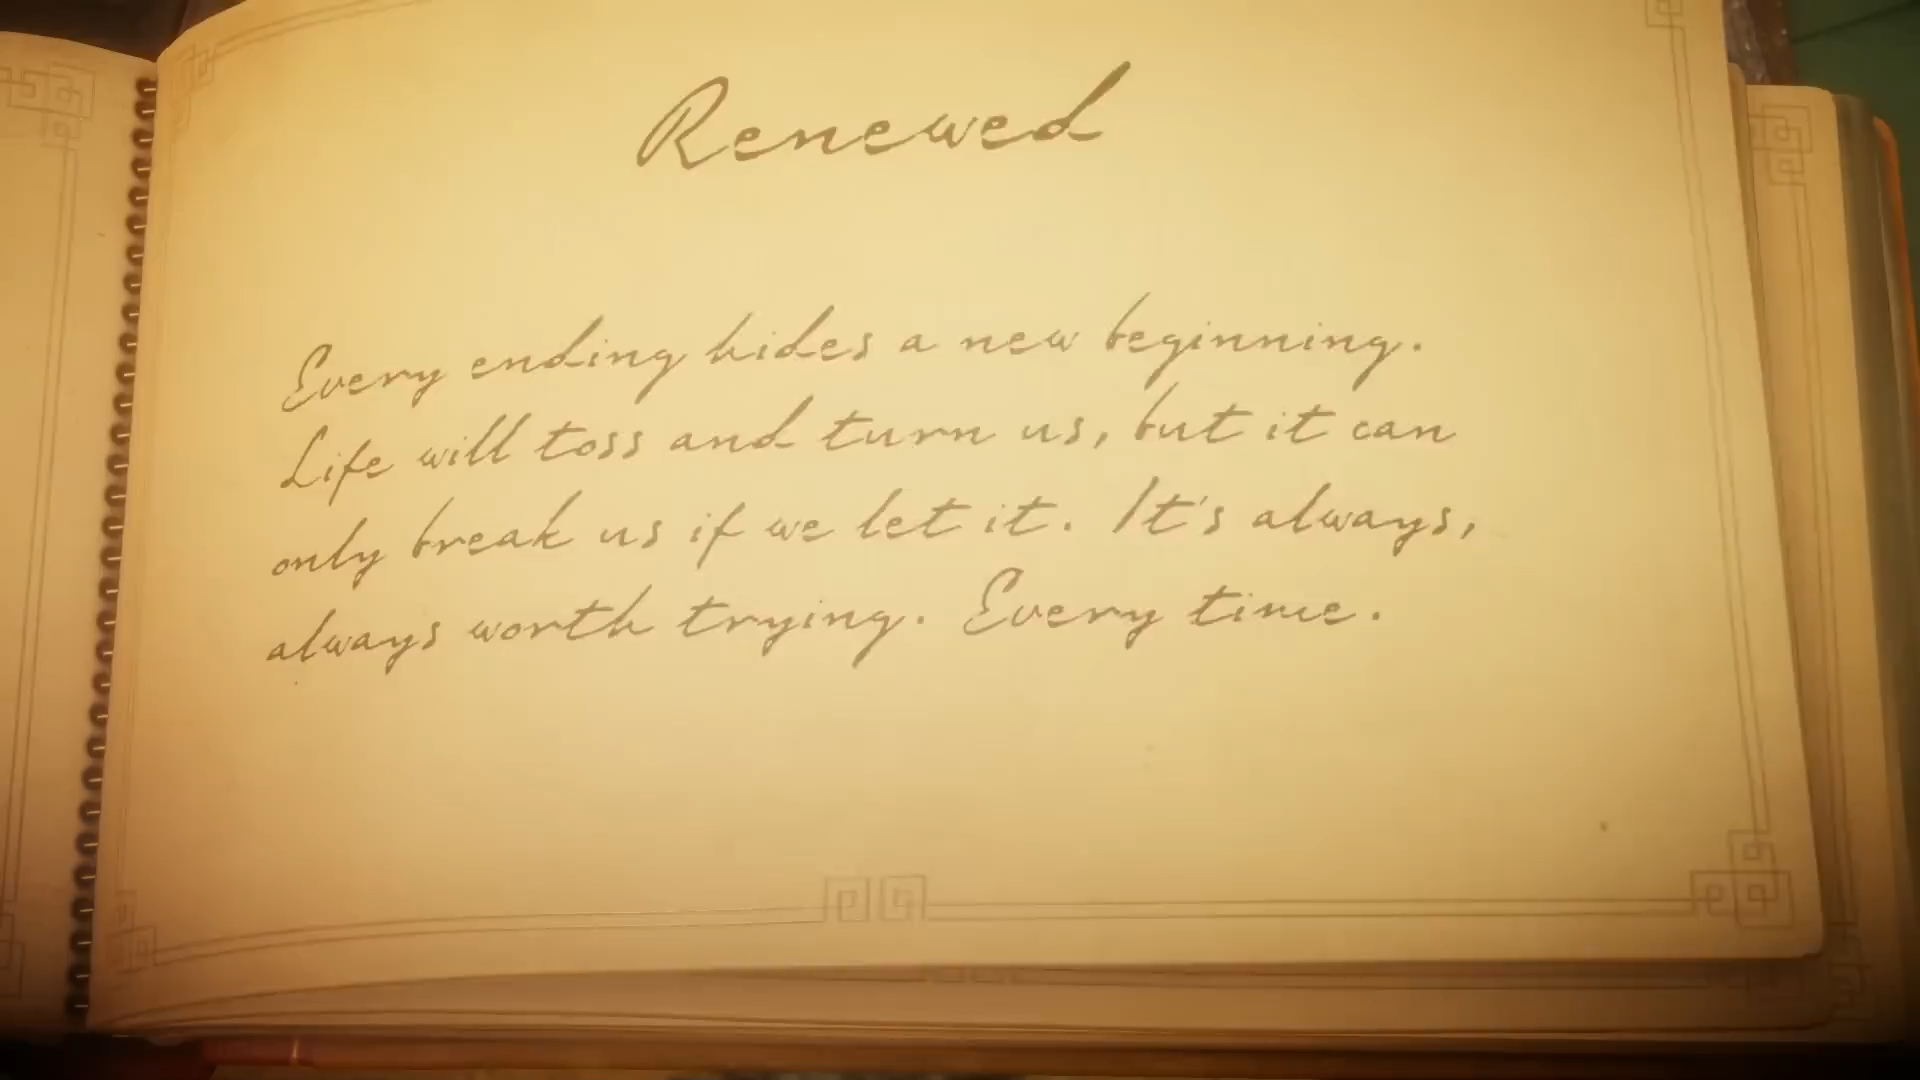 Renewed
Every ending hides a new beginning.
Life will toss and turn us, but it can
only break us if we let it. It's always,
always worth trying. Every time.